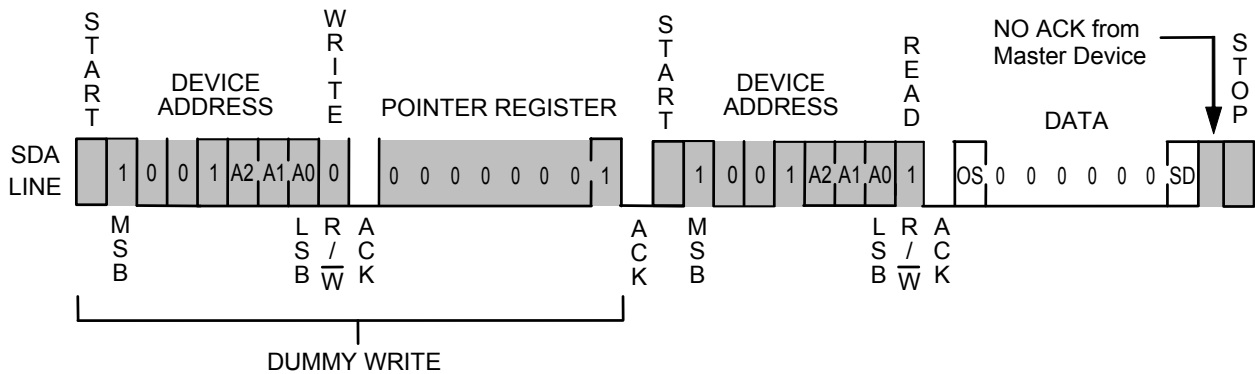 START
DEVICE ADDRESS
WRITE
POINTER REGISTER
START
DEVICE ADDRESS
READ
DATA
NO ACK from
Master Device
STOP
SDA
LINE
1 0 0 1 A2 A1 A0 0
0 0 0 0 0 0 0 1
1 0 0 1 A2 A1 A0 1
OS 0 0 0 0 0 0 SD
MSB
LSB
R/W̅
ACK
ACK
MSB
LSB
R/W̅
ACK
DUMMY WRITE